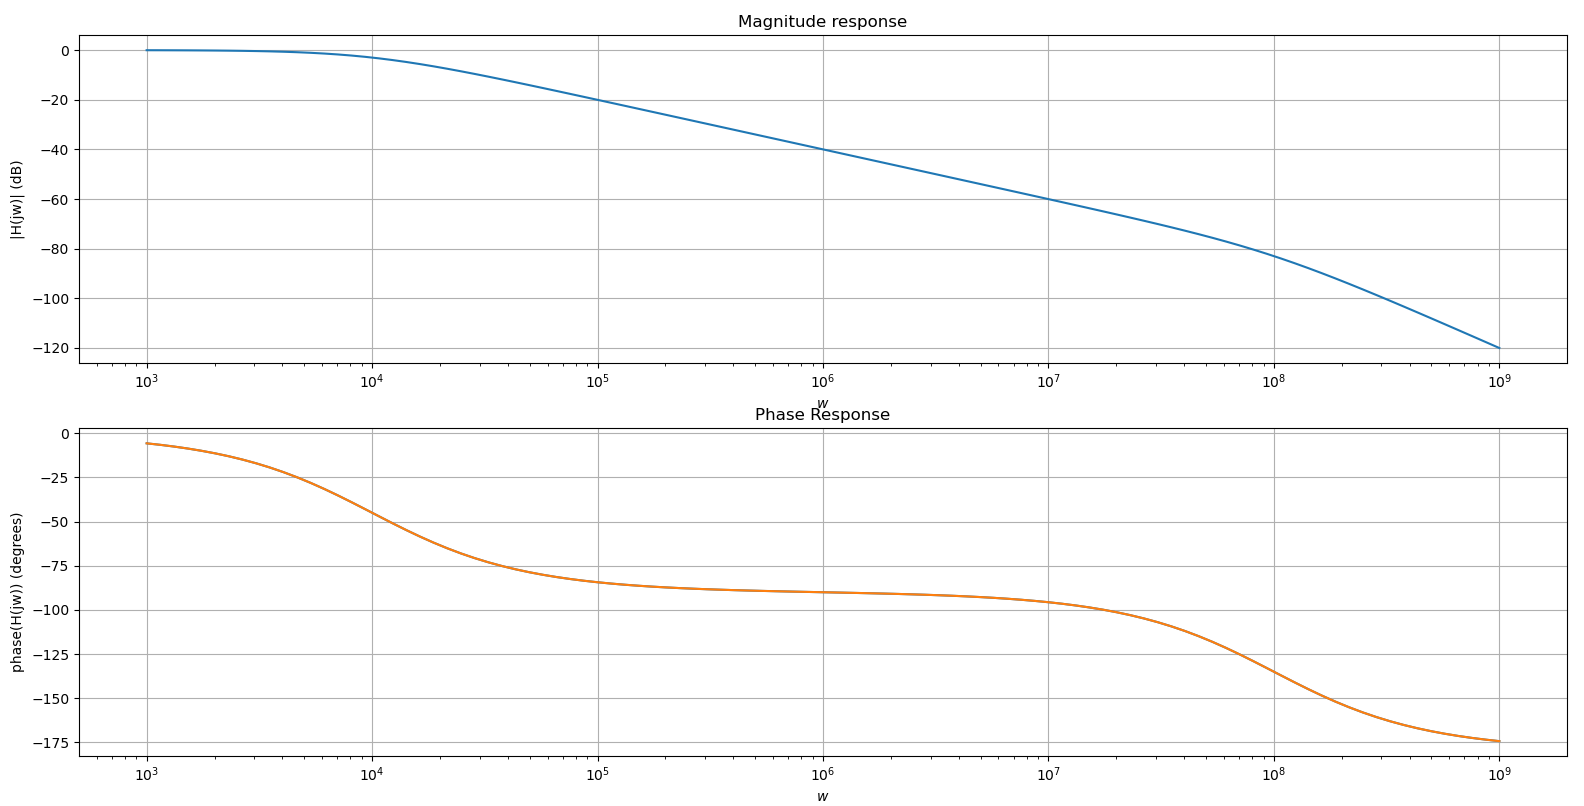 Magnitude response
|H(jw)| (dB)
0
−20
−40
−60
−80
−100
−120
10³ 10⁴ 10⁵ 10⁶ 10⁷ 10⁸ 10⁹
w
Phase Response
phase(H(jw)) (degrees)
0
−25
−50
−75
−100
−125
−150
−175
10³ 10⁴ 10⁵ 10⁶ 10⁷ 10⁸ 10⁹
w